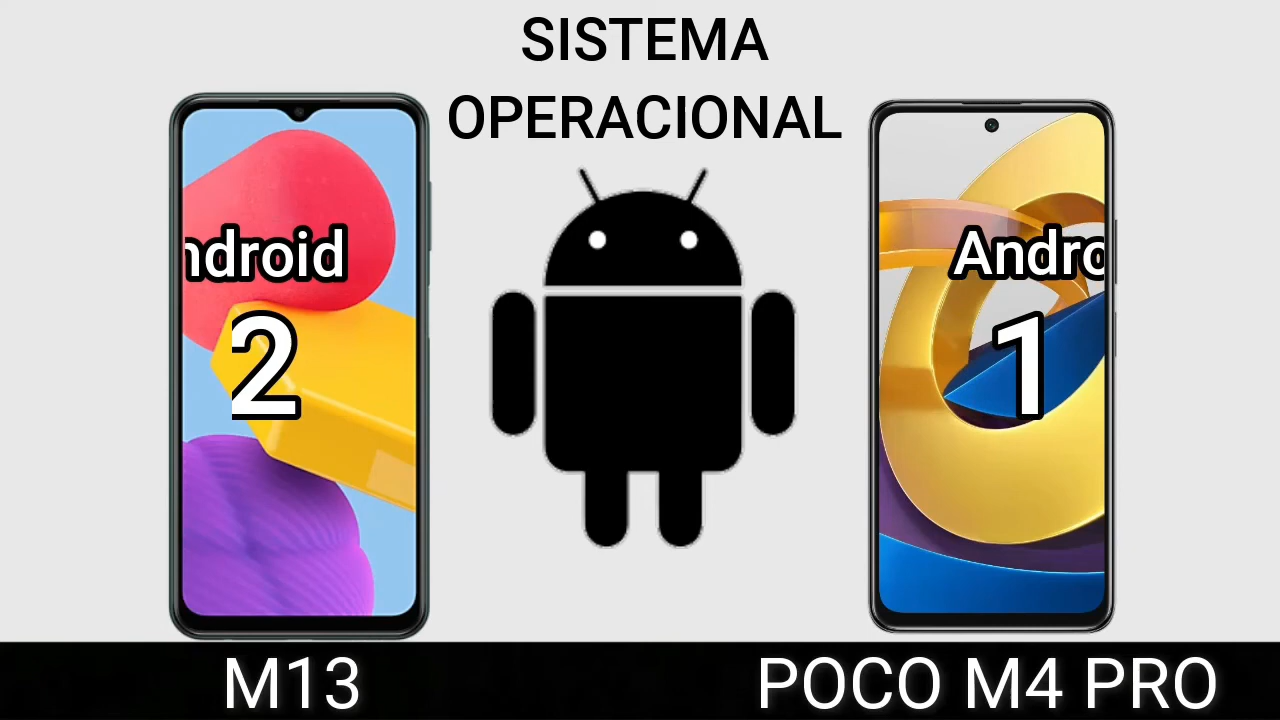 SISTEMA
OPERACIONAL
ndroid
2
Andro
1
M13
POCO M4 PRO